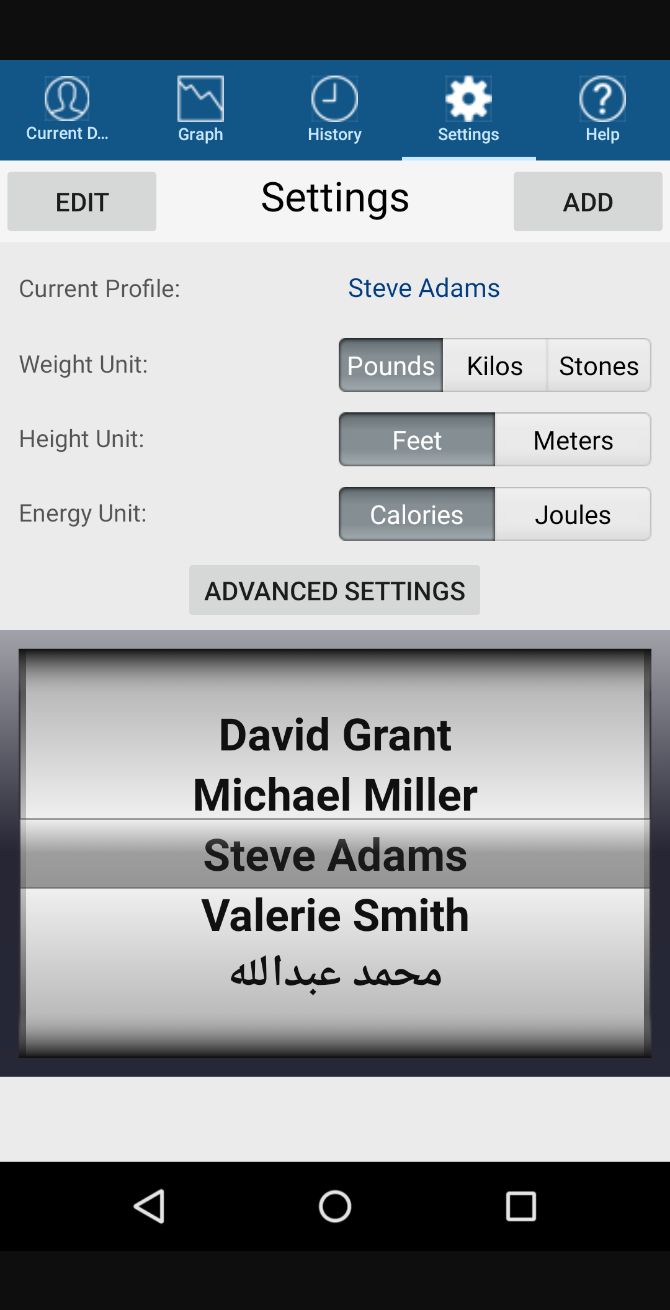 Current D... Graph History Settings Help
EDIT Settings ADD
Current Profile: Steve Adams
Weight Unit: Pounds Kilos Stones
Height Unit: Feet Meters
Energy Unit: Calories Joules
ADVANCED SETTINGS
David Grant
Michael Miller
Steve Adams
Valerie Smith
محمد عبدالله